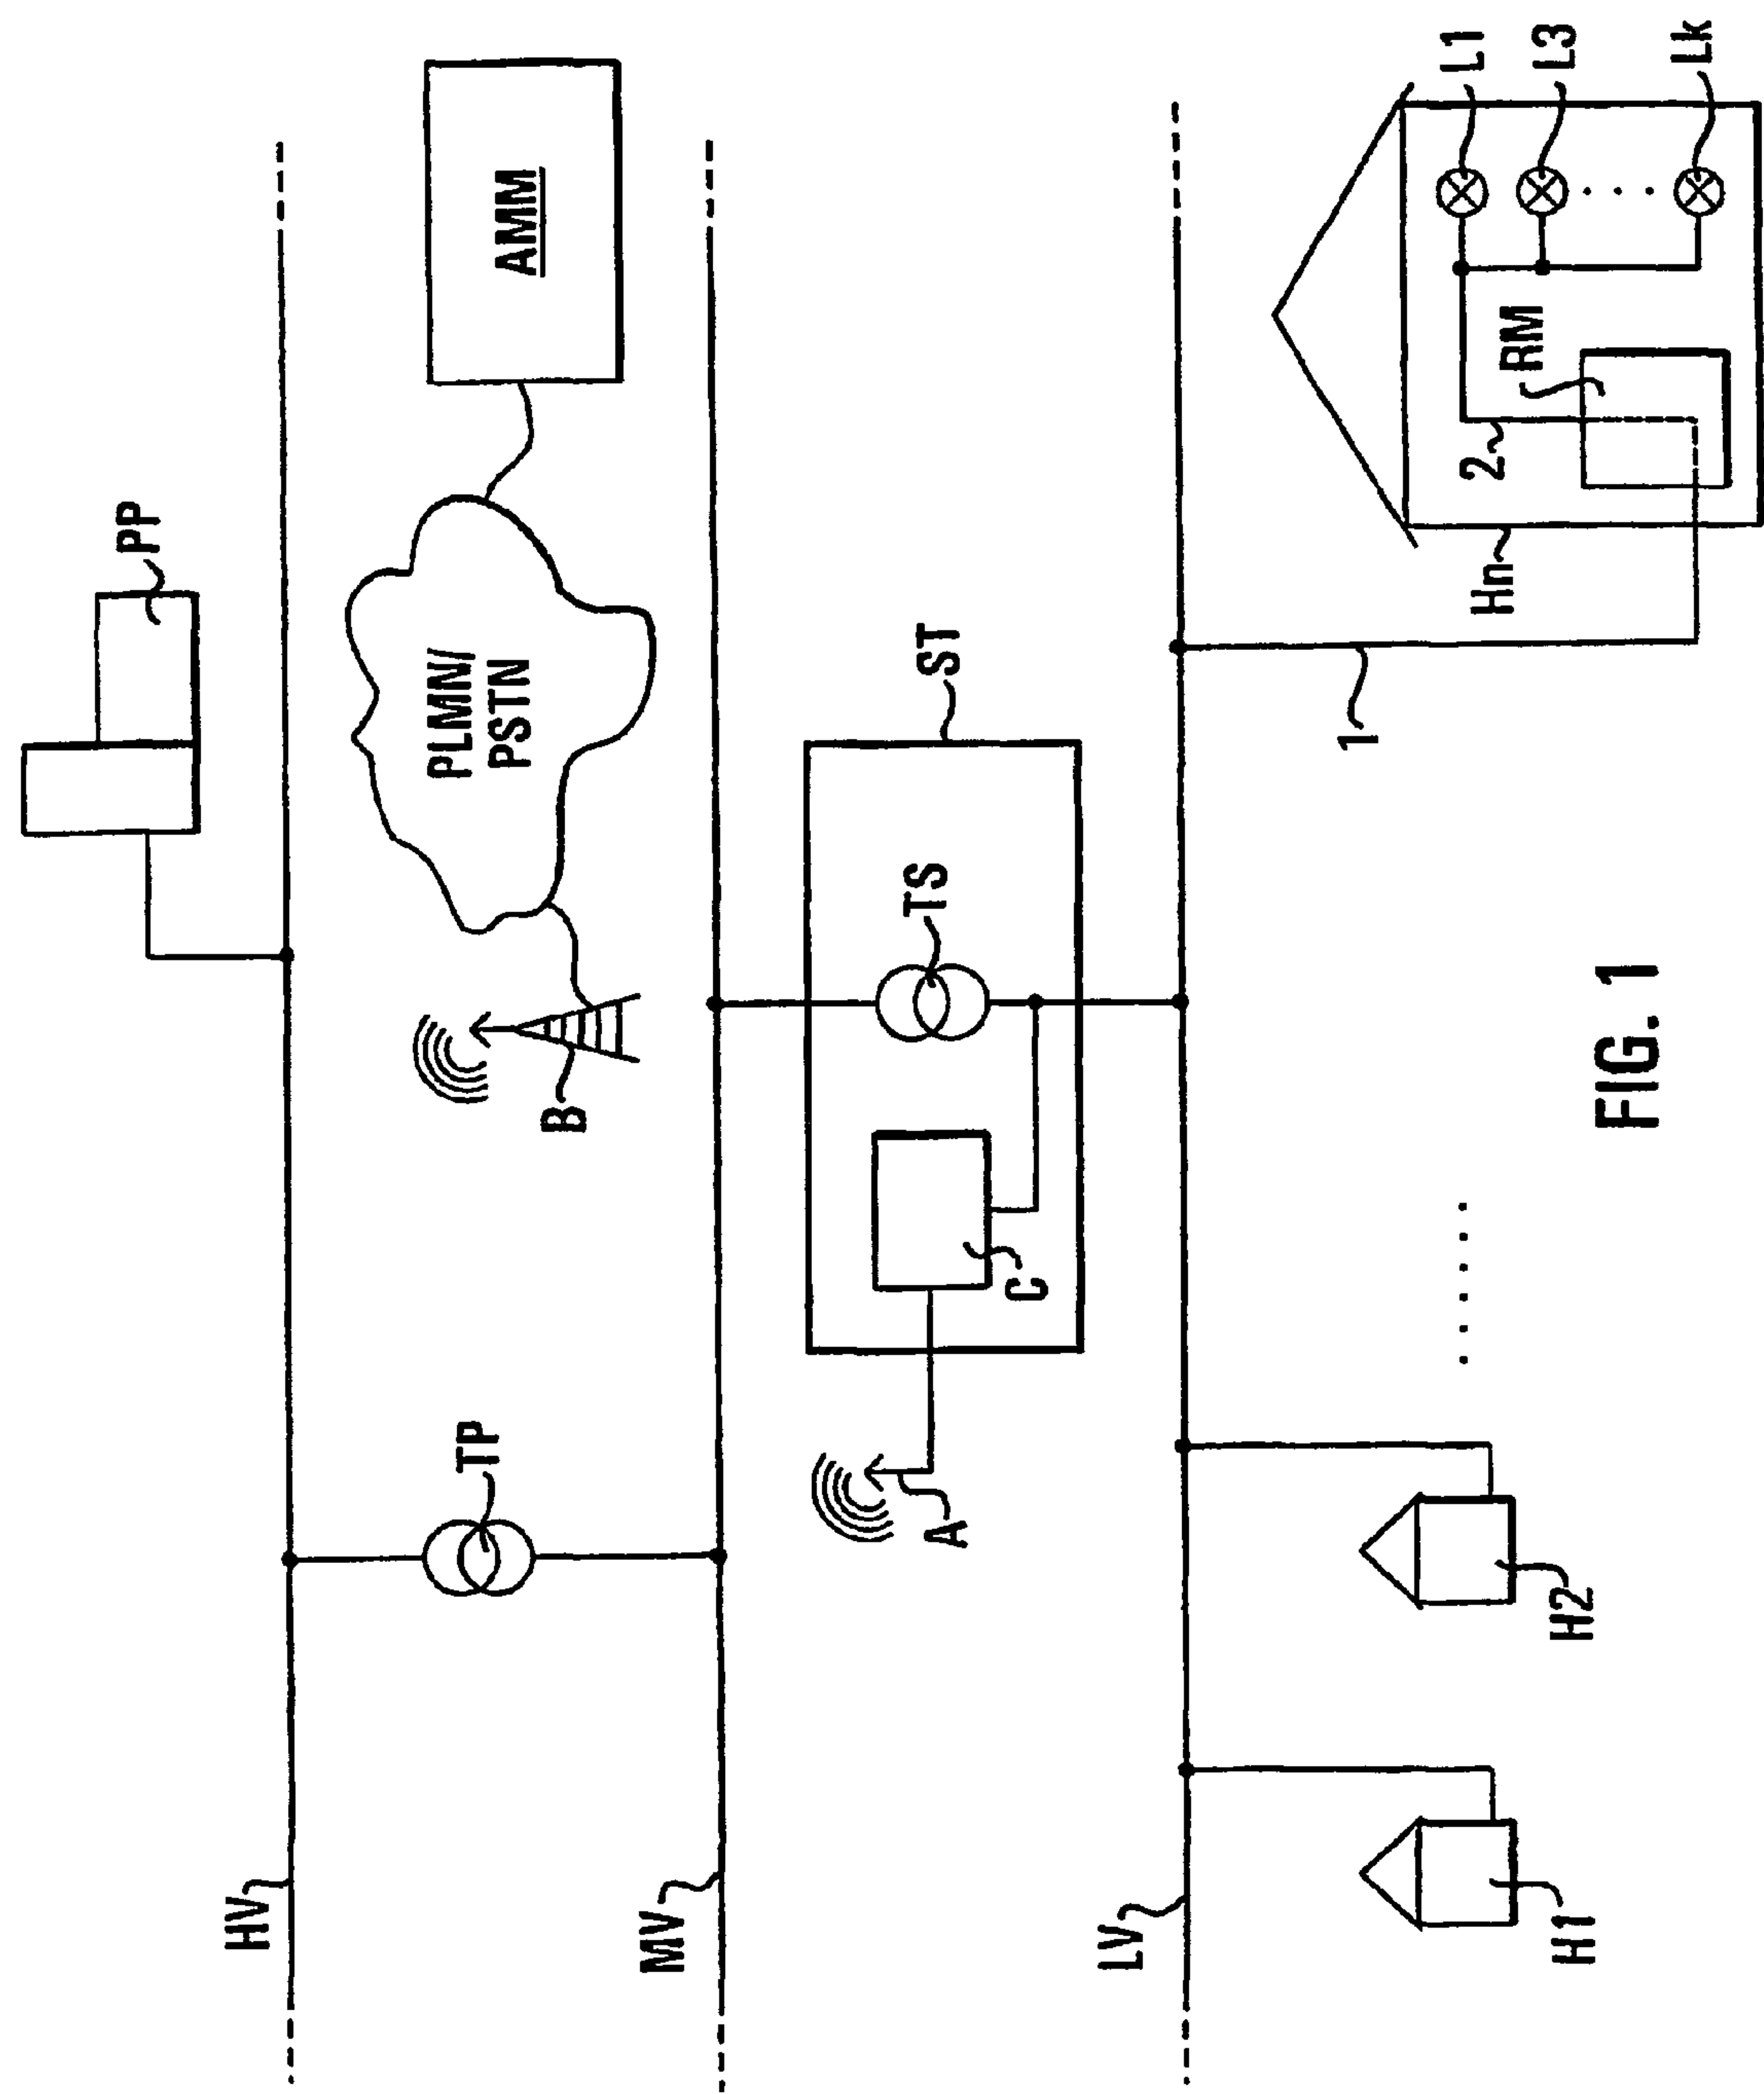 PP
HV
TP
PLMN/
PSTN
AMM
B
MV
TS
ST
A
C
LV
1
L1
2
Hn
RM
L3
H1
H2
Lk
FIG. 1